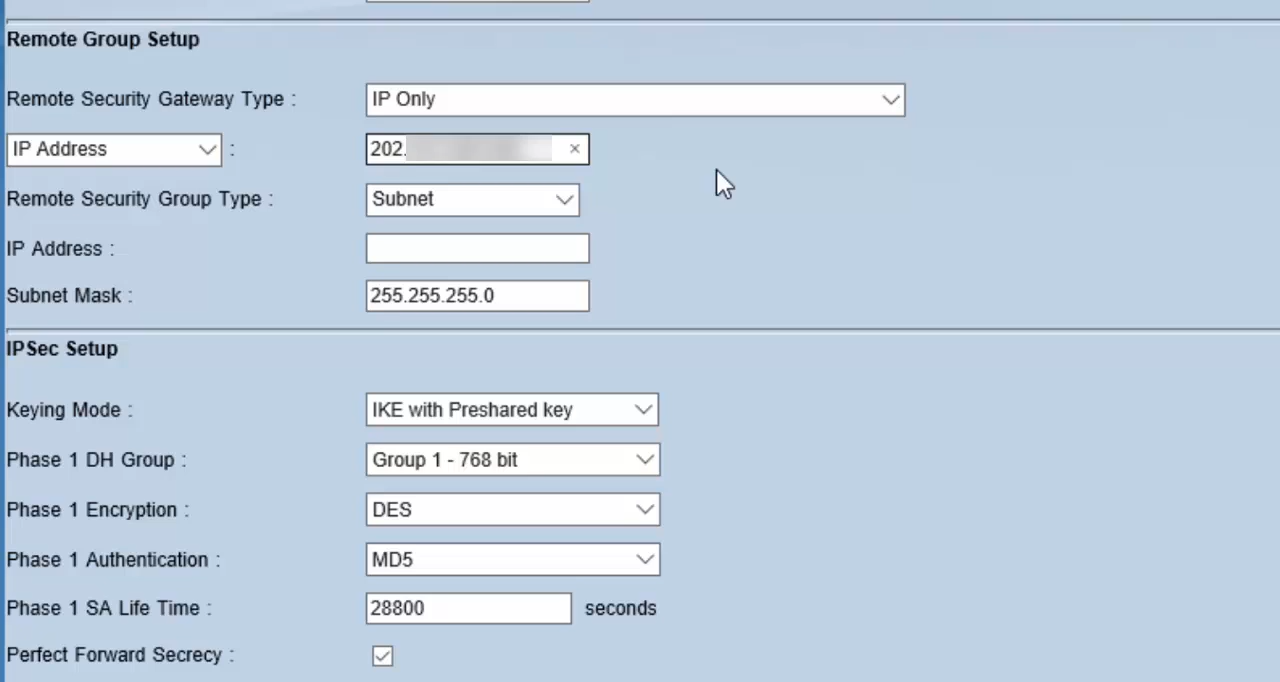 Remote Group Setup
Remote Security Gateway Type : IP Only
IP Address : 202.
Remote Security Group Type : Subnet
IP Address :
Subnet Mask : 255.255.255.0
IPSec Setup
Keying Mode : IKE with Preshared key
Phase 1 DH Group : Group 1 - 768 bit
Phase 1 Encryption : DES
Phase 1 Authentication : MD5
Phase 1 SA Life Time : 28800 seconds
Perfect Forward Secrecy :